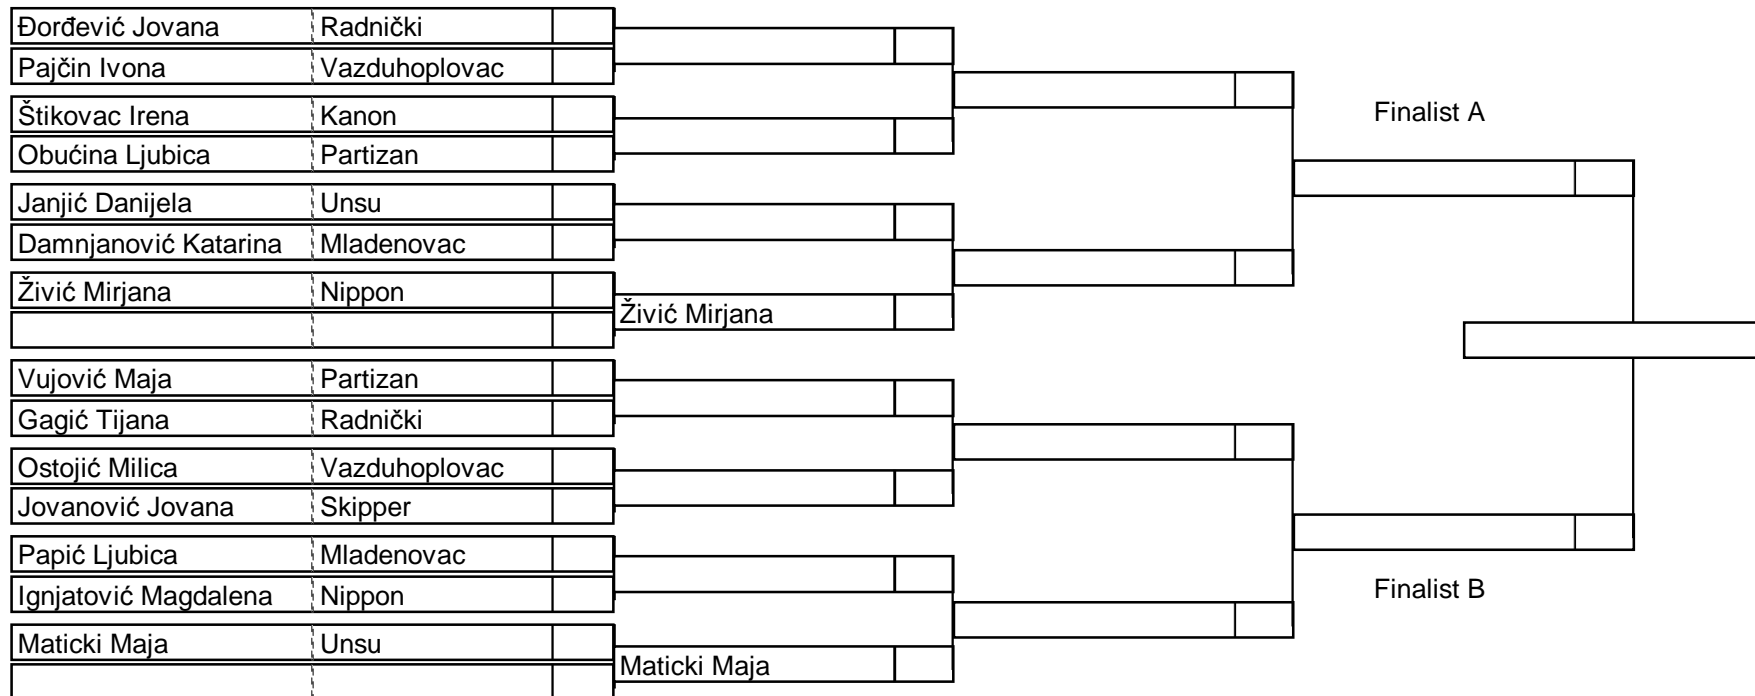 Đorđević Jovana Radnički
Pajčin Ivona Vazduhoplovac
Štikovac Irena Kanon
Finalist A
Obućina Ljubica Partizan
Janjić Danijela Unsu
Damnjanović Katarina Mladenovac
Živić Mirjana Nippon
Živić Mirjana
Vujović Maja Partizan
Gagić Tijana Radnički
Ostojić Milica Vazduhoplovac
Jovanović Jovana Skipper
Papić Ljubica Mladenovac
Ignjatović Magdalena Nippon
Finalist B
Maticki Maja Unsu
Maticki Maja